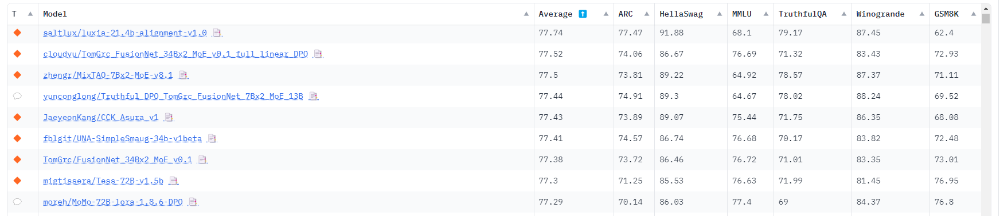 T Model Average ARC HellaSwag MMLU TruthfulQA Winogrande GSM8K
saltlux/luxia-21.4b-alignment-v1.0 77.74 77.47 91.88 68.1 79.17 87.45 62.4
cloudyu/TomGrc_FusionNet_34Bx2_MoE_v0.1_full_linear_DPO 77.52 74.06 86.67 76.69 71.32 83.43 72.93
zhengr/MixTAO-7Bx2-MoE-v8.1 77.5 73.81 89.22 64.92 78.57 87.37 71.11
yunconglong/Truthful_DPO_TomGrc_FusionNet_7Bx2_MoE_13B 77.44 74.91 89.3 64.67 78.02 88.24 69.52
JaeyeonKang/CCK_Asura_v1 77.43 73.89 89.07 75.44 71.75 86.35 68.08
fblgit/UNA-SimpleSmaug-34b-v1beta 77.41 74.57 86.74 76.68 70.17 83.82 72.48
TomGrc/FusionNet_34Bx2_MoE_v0.1 77.38 73.72 86.46 76.72 71.01 83.35 73.01
migtissera/Tess-72B-v1.5b 77.3 71.25 85.53 76.63 71.99 81.45 76.95
moreh/MoMo-72B-lora-1.8.6-DPO 77.29 70.14 86.03 77.4 69 84.37 76.8